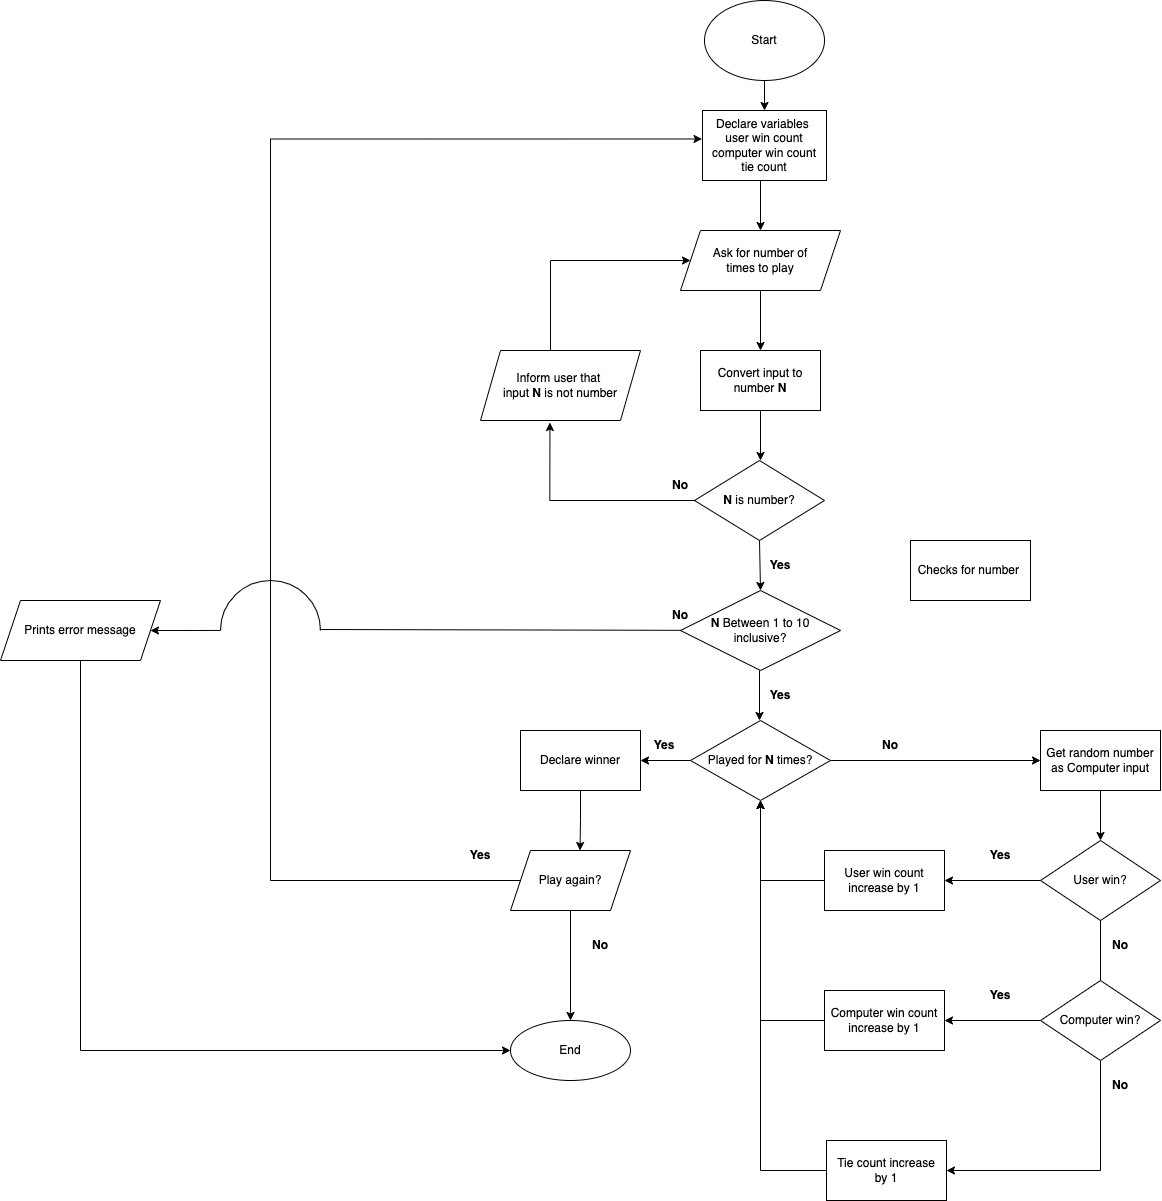 Start
Declare variables
user win count
computer win count
tie count
Ask for number of
times to play
Inform user that
input N is not number
Convert input to
number N
No
N is number?
Yes
Checks for number
Prints error message
No
N Between 1 to 10
inclusive?
Yes
Declare winner
Yes
Played for N times?
No
Get random number
as Computer input
Yes
Play again?
User win count
increase by 1
Yes
User win?
No
No
Computer win count
increase by 1
Yes
Computer win?
End
No
Tie count increase
by 1